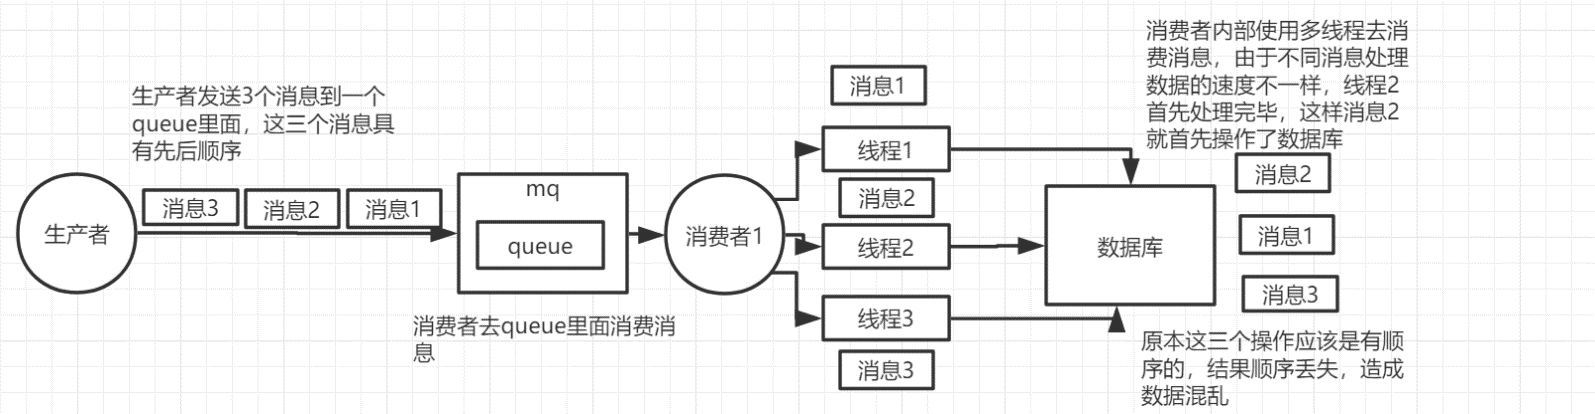 生产者发送3个消息到一个
queue里面，这三个消息具
有先后顺序
生产者
消息3
消息2
消息1
mq
queue
消费者去queue里面消费消
息
消费者1
消息1
线程1
消息2
线程2
线程3
消息3
消费者内部使用多线程去消
费消息，由于不同消息处理
数据的速度不一样，线程2
首先处理完毕，这样消息2
就首先操作了数据库
数据库
消息2
消息1
消息3
原本这三个操作应该是有顺
序的，结果顺序丢失，造成
数据混乱